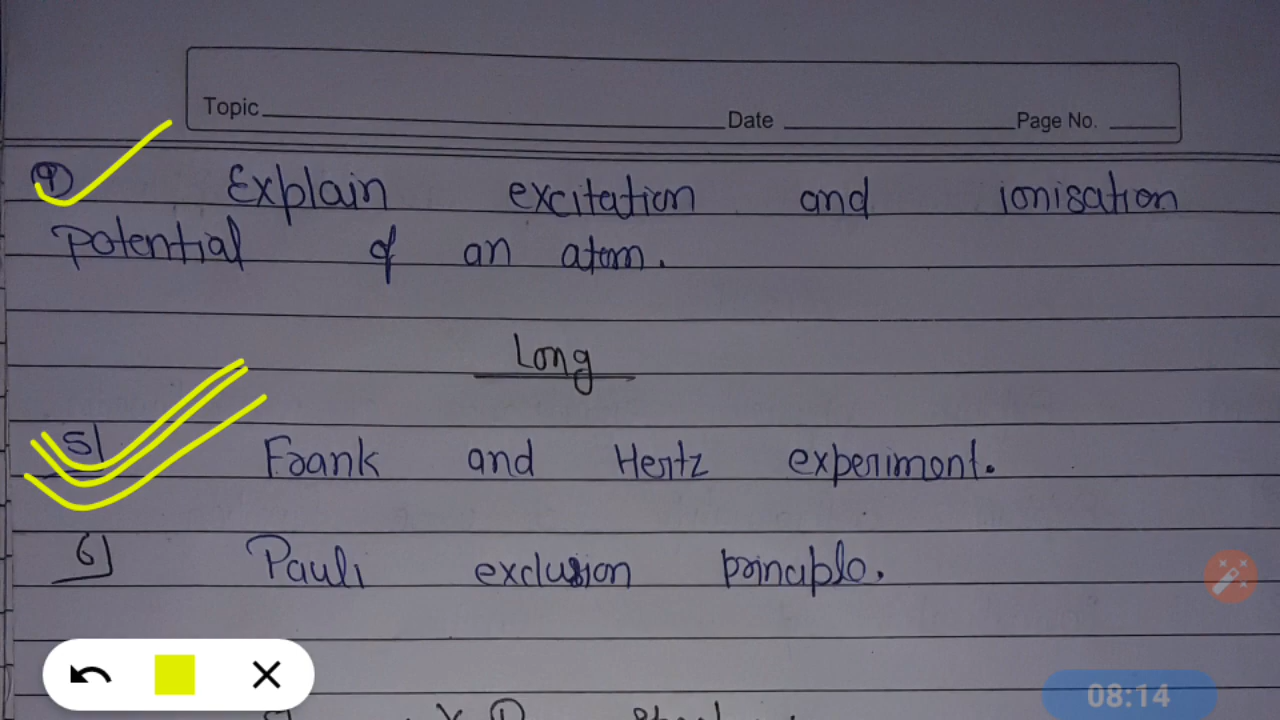 Topic Date Page No.
9) Explain excitation and ionisation
potential of an atom.
Long
5) Frank and Hertz experiment.
6) Pauli exclusion principle.
08:14